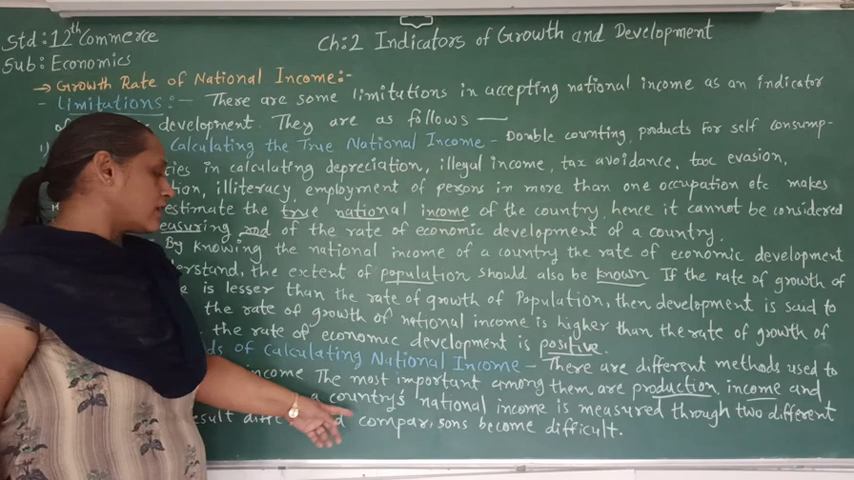 Std: 12th Commerce
Sub: Economics
Ch:2 Indicators of Growth and Development
→ Growth Rate of National Income:-
- Limitations:- There are some limitations in accepting national income as an indicator
of development. They are as follows —
1) Calculating the True National Income - Double counting, products for self consump-
in calculating depreciation, illegal income, tax avoidance, tax evasion,
illiteracy, employment of persons in more than one occupation etc makes
estimate the true national income of the country, hence it cannot be considered
measuring rod of the rate of economic development of a country.
By knowing the national income of a country the rate of economic development
the extent of population should also be known If the rate of growth of
is lesser than the rate of growth of Population, then development is said to
the rate of growth of national income is higher than the rate of growth of
the rate of economic development is positive.
of Calculating National Income - There are different methods used to
income The most important among them are production, income and
a country's national income is measured through two different
result comparisons become difficult.